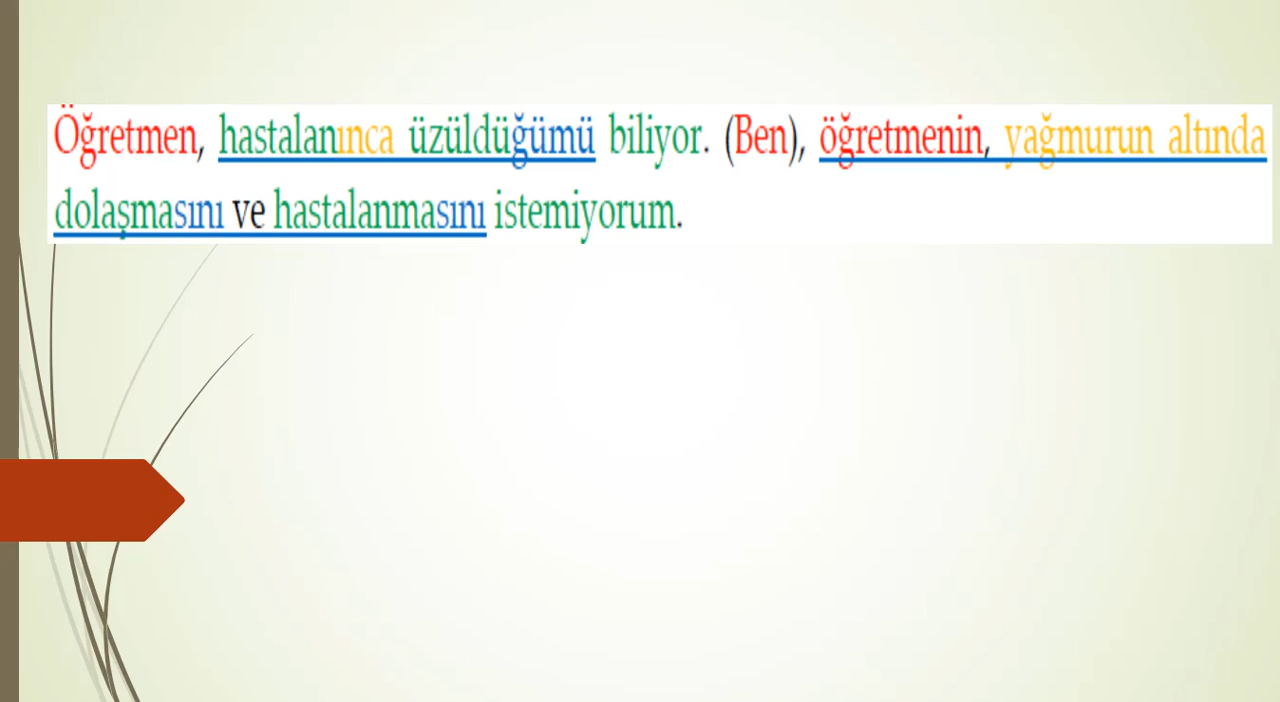 Öğretmen, hastalanınca üzüldüğümü biliyor. (Ben), öğretmenin, yağmurun altında
dolaşmasını ve hastalanmasını istemiyorum.